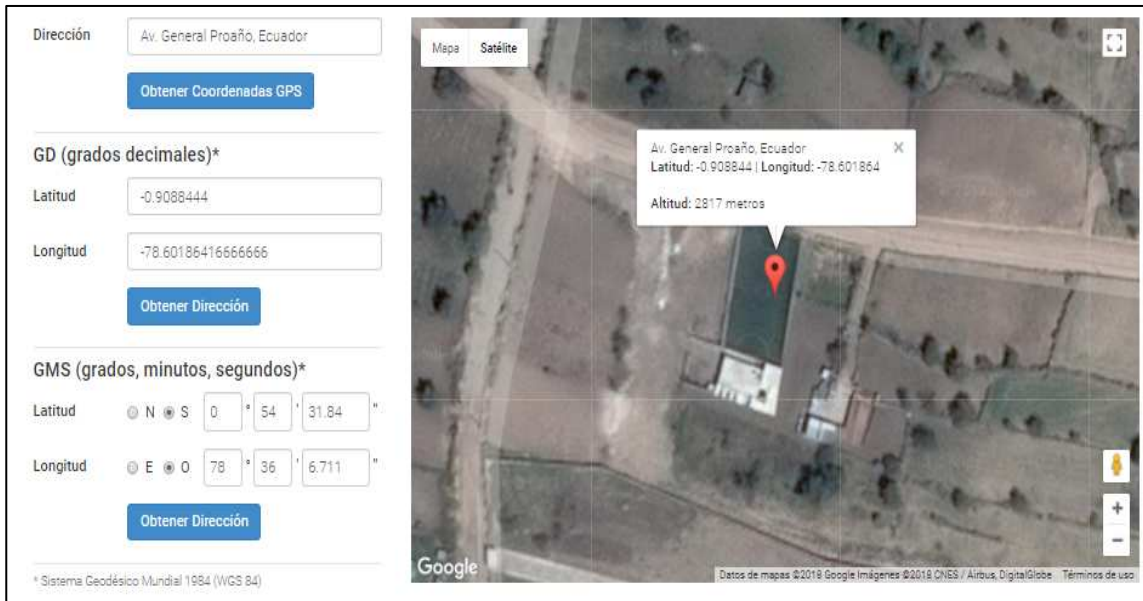 Dirección
Av. General Proaño, Ecuador
Obtener Coordenadas GPS
GD (grados decimales)*
Latitud
-0.9088444
Longitud
-78.60186416666666
Obtener Dirección
GMS (grados, minutos, segundos)*
Latitud N S 0 ° 54 ' 31.84 "
Longitud E O 78 ° 36 ' 6.711 "
Obtener Dirección
* Sistema Geodésico Mundial 1984 (WGS 84)
Mapa Satélite
Av. General Proaño, Ecuador
Latitud: -0.908844 | Longitud: -78.601864
Altitud: 2817 metros
Google
Datos de mapas ©2019 Google Imágenes ©2019 CNES / Airbus, DigitalGlobe Términos de uso